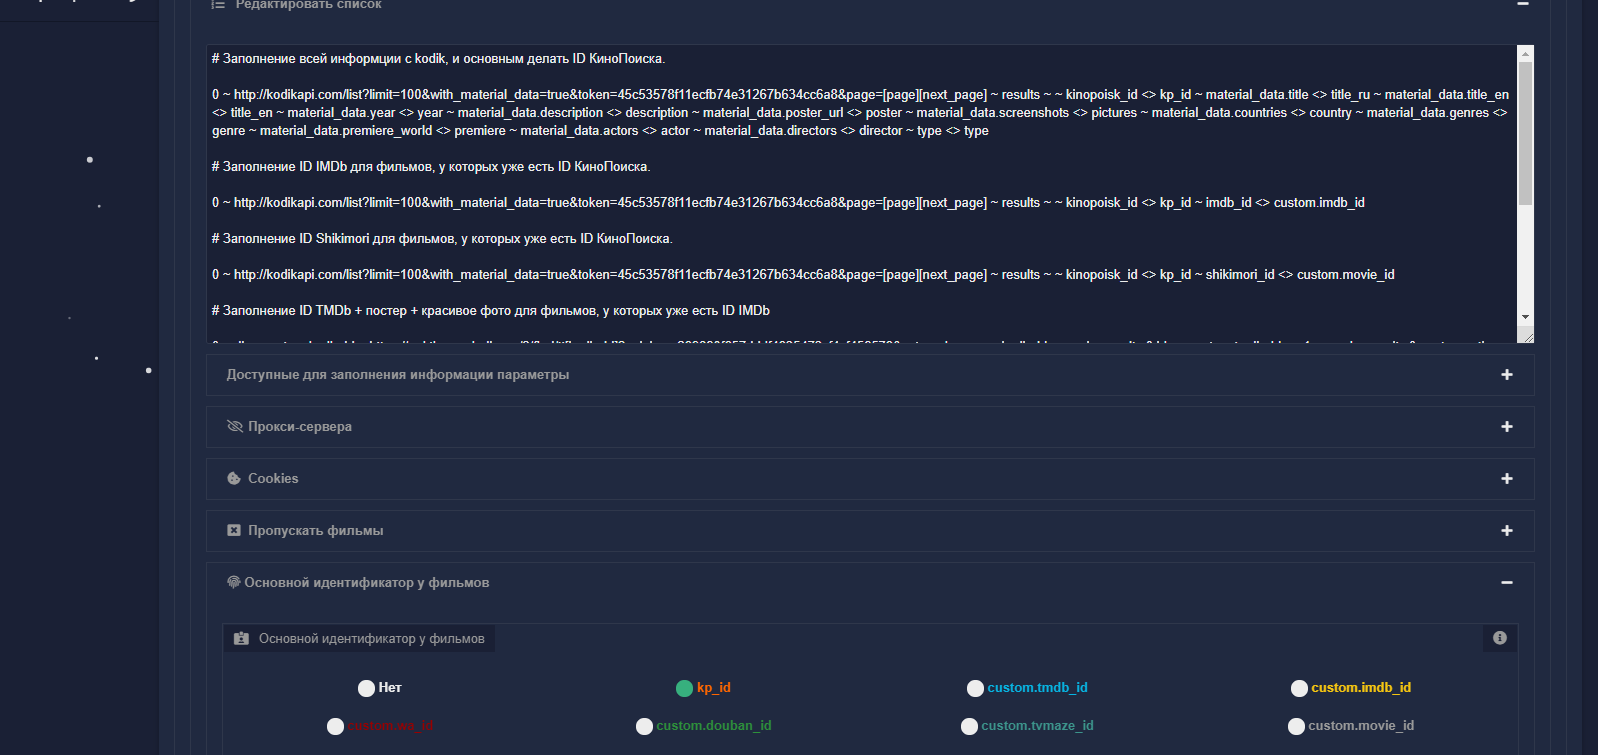 Редактировать список
# Заполнение всей информции с kodik, и основным делать ID КиноПоиска.
0 ~ http://kodikapi.com/list?limit=100&with_material_data=true&token=45c53578f11ecfb74e31267b634cc6a8&page=[page][next_page] ~ results ~ ~ kinopoisk_id <> kp_id ~ material_data.title <> title_ru ~ material_data.title_en
<> title_en ~ material_data.year <> year ~ material_data.description <> description ~ material_data.poster_url <> poster ~ material_data.screenshots <> pictures ~ material_data.countries <> country ~ material_data.genres <>
genre ~ material_data.premiere_world <> premiere ~ material_data.actors <> actor ~ material_data.directors <> director ~ type <> type
# Заполнение ID IMDb для фильмов, у которых уже есть ID КиноПоиска.
0 ~ http://kodikapi.com/list?limit=100&with_material_data=true&token=45c53578f11ecfb74e31267b634cc6a8&page=[page][next_page] ~ results ~ ~ kinopoisk_id <> kp_id ~ imdb_id <> custom.imdb_id
# Заполнение ID Shikimori для фильмов, у которых уже есть ID КиноПоиска.
0 ~ http://kodikapi.com/list?limit=100&with_material_data=true&token=45c53578f11ecfb74e31267b634cc6a8&page=[page][next_page] ~ results ~ ~ kinopoisk_id <> kp_id ~ shikimori_id <> custom.movie_id
# Заполнение ID TMDb + постер + красивое фото для фильмов, у которых уже есть ID IMDb
Доступные для заполнения информации параметры
Прокси-сервера
Cookies
Пропускать фильмы
Основной идентификатор у фильмов
Основной идентификатор у фильмов
Нет
kp_id
custom.tmdb_id
custom.imdb_id
custom.douban_id
custom.tvmaze_id
custom.movie_id